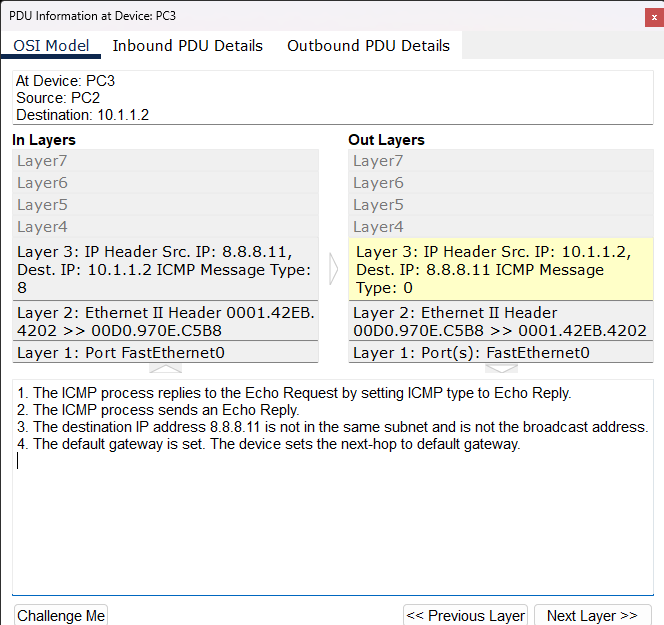 PDU Information at Device: PC3
x
OSI Model Inbound PDU Details Outbound PDU Details
At Device: PC3
Source: PC2
Destination: 10.1.1.2
In Layers
Layer7
Layer6
Layer5
Layer4
Layer 3: IP Header Src. IP: 8.8.8.11,
Dest. IP: 10.1.1.2 ICMP Message Type:
8
Layer 2: Ethernet II Header 0001.42EB.
4202 >> 00D0.970E.C5B8
Layer 1: Port FastEthernet0
Out Layers
Layer7
Layer6
Layer5
Layer4
Layer 3: IP Header Src. IP: 10.1.1.2,
Dest. IP: 8.8.8.11 ICMP Message
Type: 0
Layer 2: Ethernet II Header
00D0.970E.C5B8 >> 0001.42EB.4202
Layer 1: Port(s): FastEthernet0
1. The ICMP process replies to the Echo Request by setting ICMP type to Echo Reply.
2. The ICMP process sends an Echo Reply.
3. The destination IP address 8.8.8.11 is not in the same subnet and is not the broadcast address.
4. The default gateway is set. The device sets the next-hop to default gateway.
Challenge Me << Previous Layer Next Layer >>